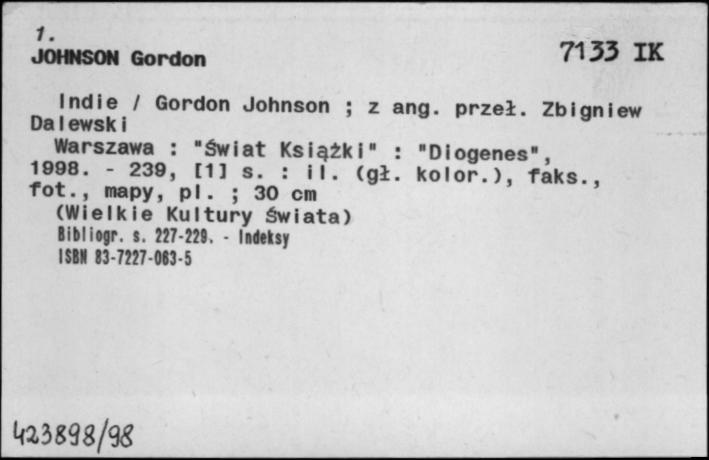 1.
JOHNSON Gordon
7133 IK
Indie / Gordon Johnson ; z ang. przeł. Zbigniew
Dalewski
Warszawa : "Świat Książki" : "Diogenes",
1998. - 239, [1] s. : il. (gł. kolor.), faks.,
fot., mapy, pl. ; 30 cm
(Wielkie Kultury Świata)
Bibliogr. s. 227-229. - Indeksy
ISBN 83-7227-063-5
423898/98